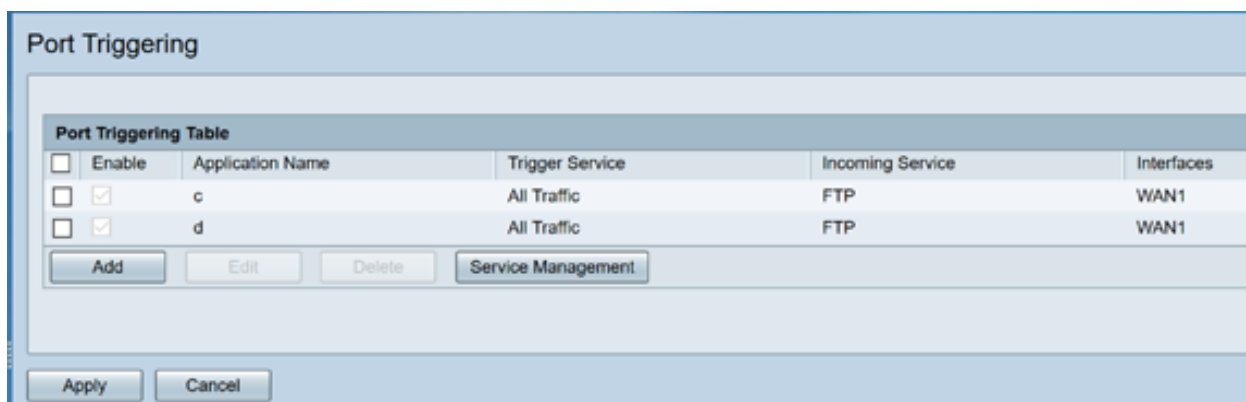 Port Triggering
Port Triggering Table
Enable Application Name Trigger Service Incoming Service Interfaces
c All Traffic FTP WAN1
d All Traffic FTP WAN1
Add Edit Delete Service Management
Apply Cancel